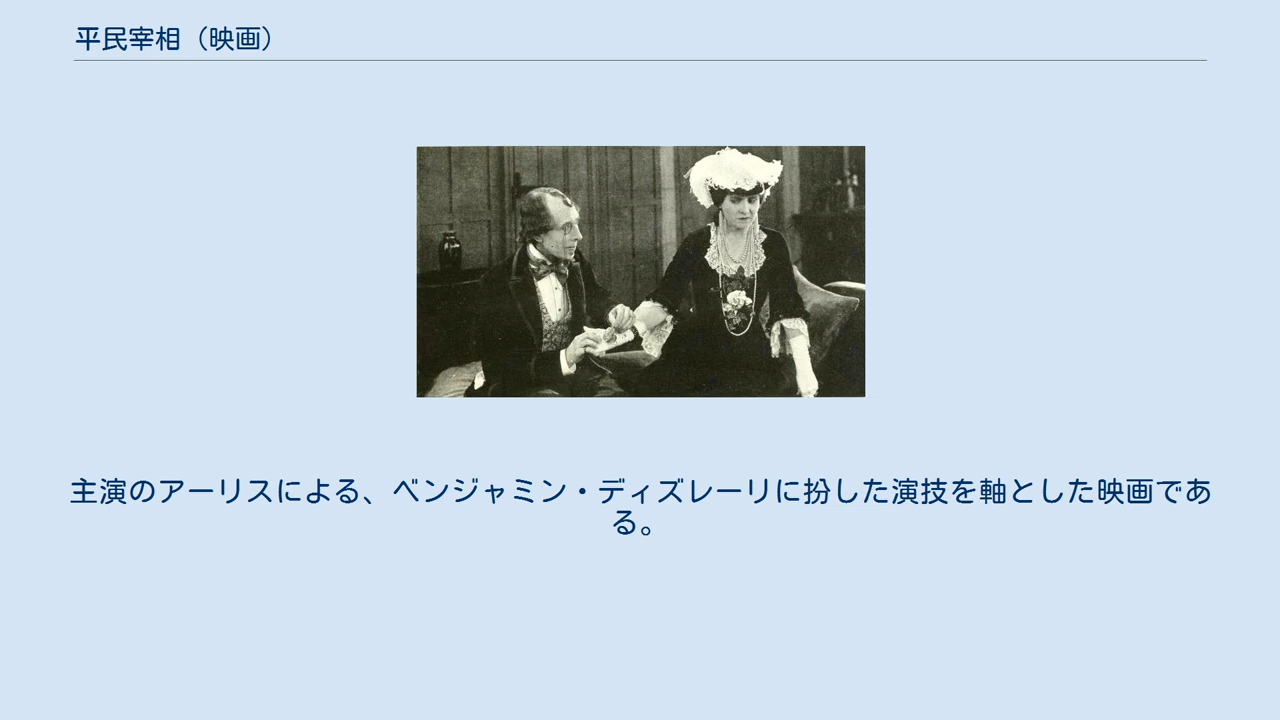 平民宰相（映画）
主演のアーリスによる、ベンジャミン・ディズレーリに扮した演技を軸とした映画であ
る。